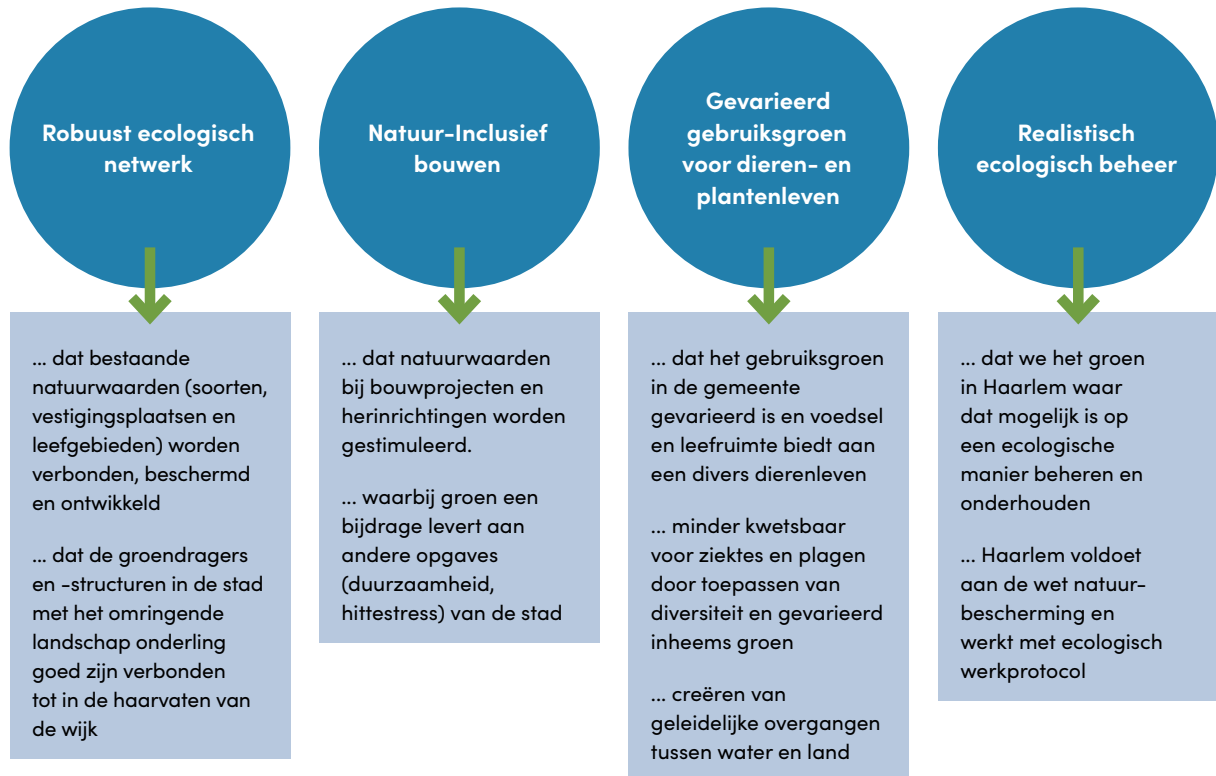 Robuust ecologisch
netwerk
... dat bestaande
natuurwaarden (soorten,
vestigingsplaatsen en
leefgebieden) worden
verbonden, beschermd
en ontwikkeld
... dat de groendragers
en -structuren in de stad
met het omringende
landschap onderling
goed zijn verbonden
tot in de haarvaten van
de wijk
Natuur-Inclusief
bouwen
... dat natuurwaarden
bij bouwprojecten en
herinrichtingen worden
gestimuleerd.
... waarbij groen een
bijdrage levert aan
andere opgaves
(duurzaamheid,
hittestress) van de stad
Gevarieerd
gebruiksgroen
voor dieren- en
plantenleven
... dat het gebruiksgroen
in de gemeente
gevarieerd is en voedsel
en leefruimte biedt aan
een divers dierenleven
... minder kwetsbaar
voor ziektes en plagen
door toepassen van
diversiteit en gevarieerd
inheems groen
... creëren van
geleidelijke overgangen
tussen water en land
Realistisch
ecologisch beheer
... dat we het groen
in Haarlem waar
dat mogelijk is op
een ecologische
manier beheren en
onderhouden
... Haarlem voldoet
aan de wet natuur-
bescherming en
werkt met ecologisch
werkprotocol